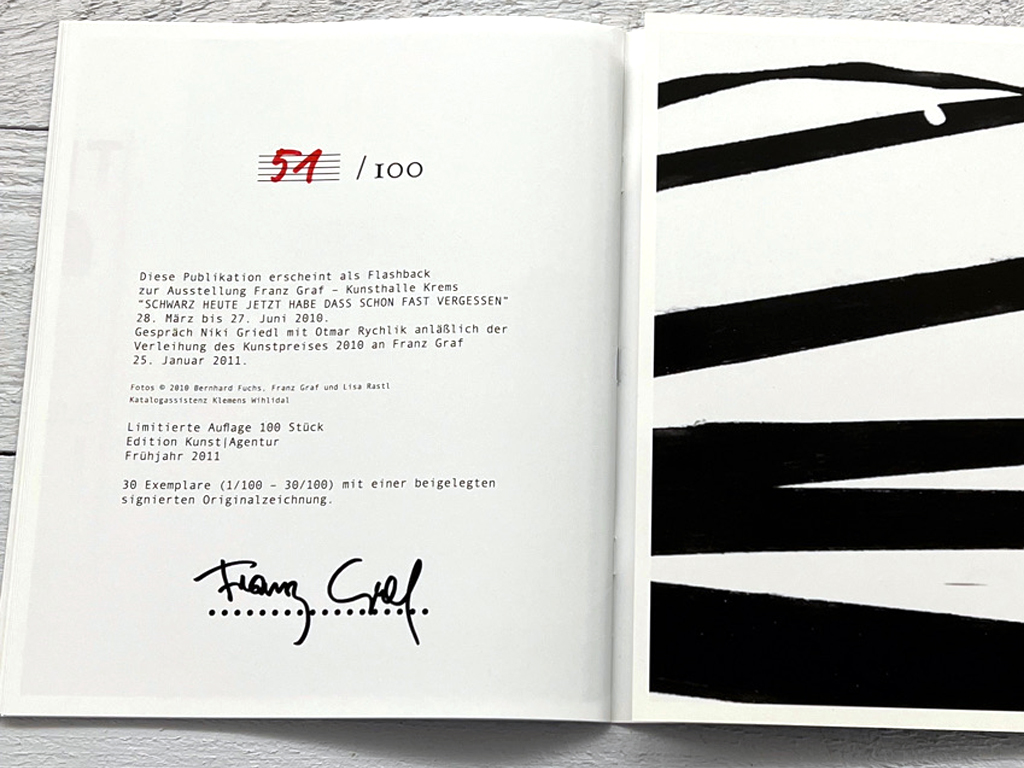 51 / 100
Diese Publikation erscheint als Flashback
zur Ausstellung Franz Graf – Kunsthalle Krems
"SCHWARZ HEUTE JETZT HABE DASS SCHON FAST VERGESSEN"
28. März bis 27. Juni 2010.
Gespräch Niki Griedl mit Otmar Rychlik anläßlich der
Verleihung des Kunstpreises 2010 an Franz Graf
25. Januar 2011.
Fotos © 2010 Bernhard Fuchs, Franz Graf und Lisa Rastl
Katalogassistenz Klemens Wihlidal
Limitierte Auflage 100 Stück
Edition Kunst|Agentur
Frühjahr 2011
30 Exemplare (1/100 – 30/100) mit einer beigelegten
signierten Originalzeichnung.
Franz Graf